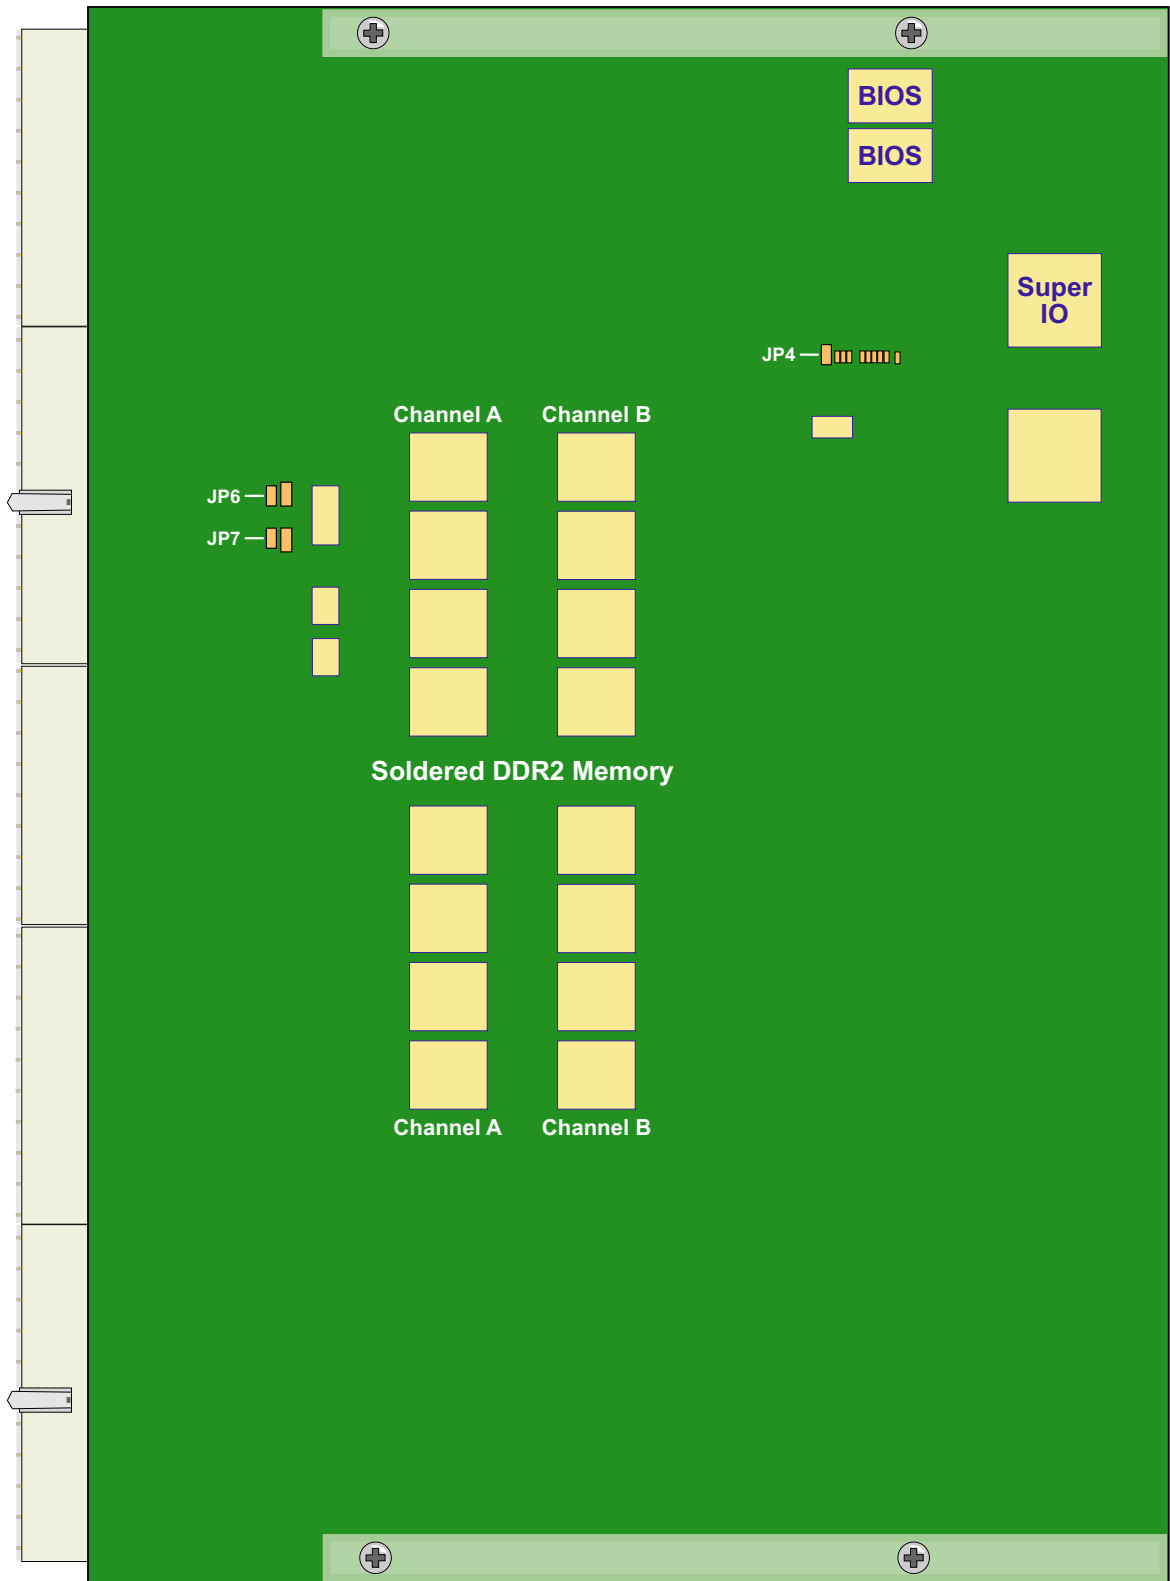 BIOS
BIOS
Super
IO
JP4
Channel A
Channel B
JP6
JP7
Soldered DDR2 Memory
Channel A
Channel B